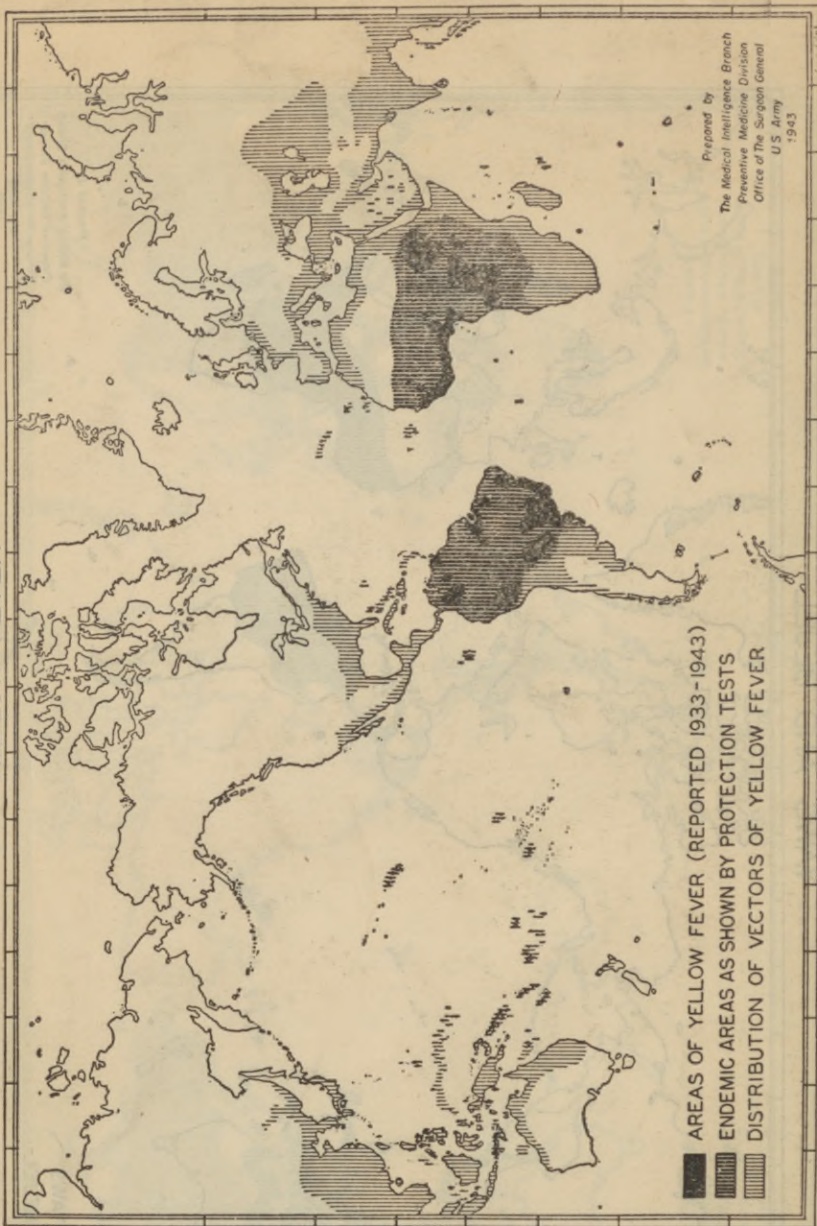 AREAS OF YELLOW FEVER (REPORTED 1933-1943)
ENDEMIC AREAS AS SHOWN BY PROTECTION TESTS
DISTRIBUTION OF VECTORS OF YELLOW FEVER
Prepared by
The Medical Intelligence Branch
Preventive Medicine Division
Office of The Surgeon General
U S Army
1943